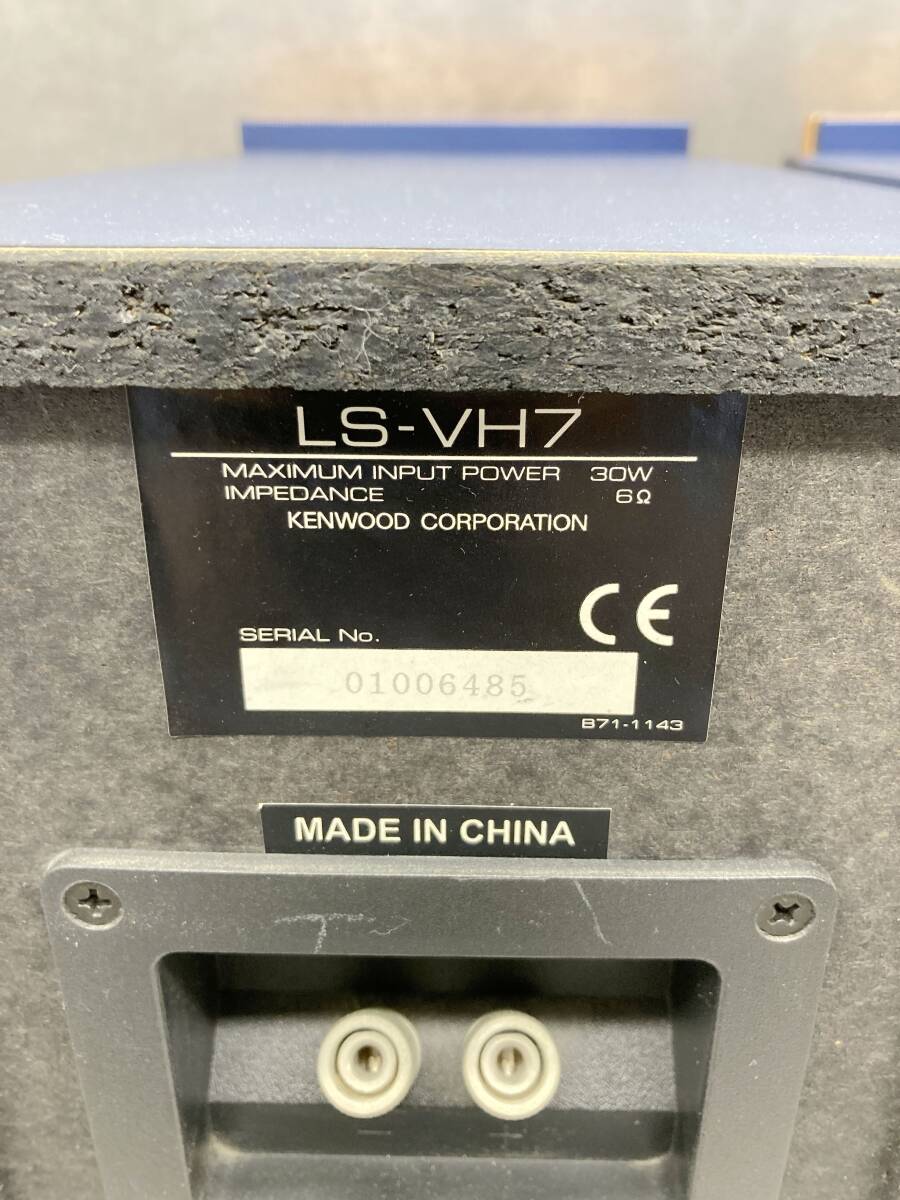 LS-VH7
MAXIMUM INPUT POWER 30W
IMPEDANCE 6Ω
KENWOOD CORPORATION
CE
SERIAL No.
01006485
B71-1143
MADE IN CHINA
− +